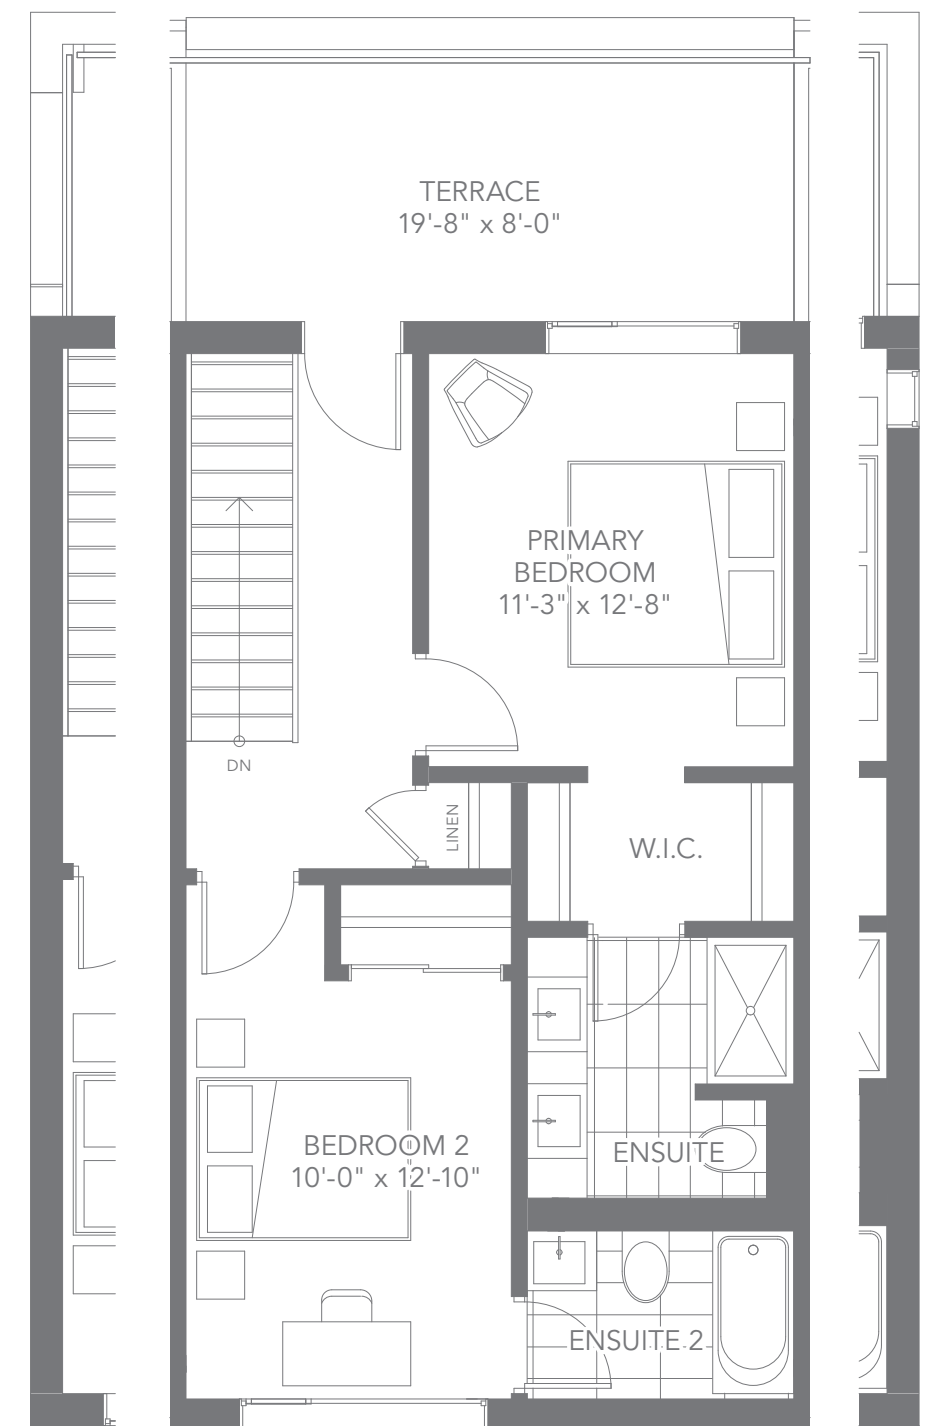 TERRACE
19'-8" x 8'-0"
PRIMARY
BEDROOM
11'-3" x 12'-8"
DN
LINEN
W.I.C.
BEDROOM 2
10'-0" x 12'-10"
ENSUITE
ENSUITE 2